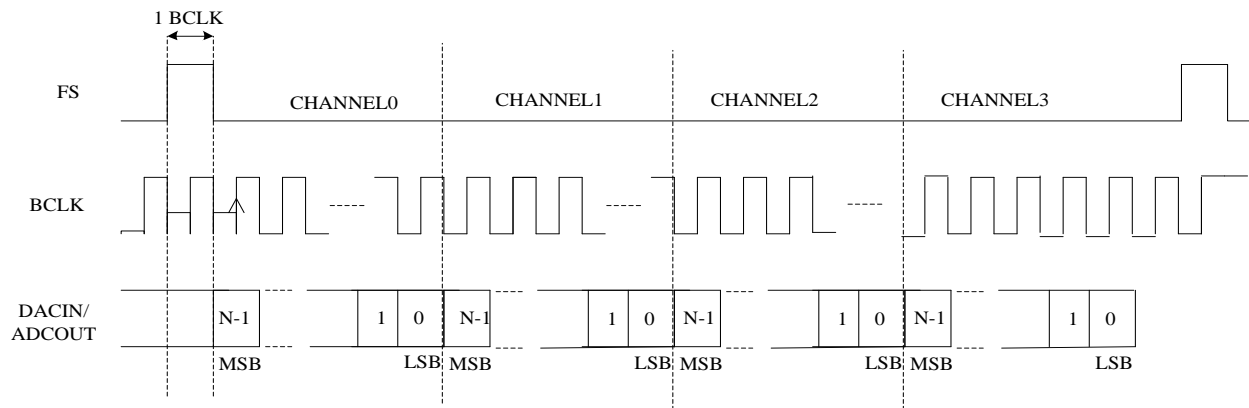 1 BCLK
FS
CHANNEL0 CHANNEL1 CHANNEL2 CHANNEL3
BCLK
DACIN/
ADCOUT
N-1 1 0 N-1 1 0 N-1 1 0 N-1 1 0
MSB LSB MSB LSB MSB LSB MSB LSB